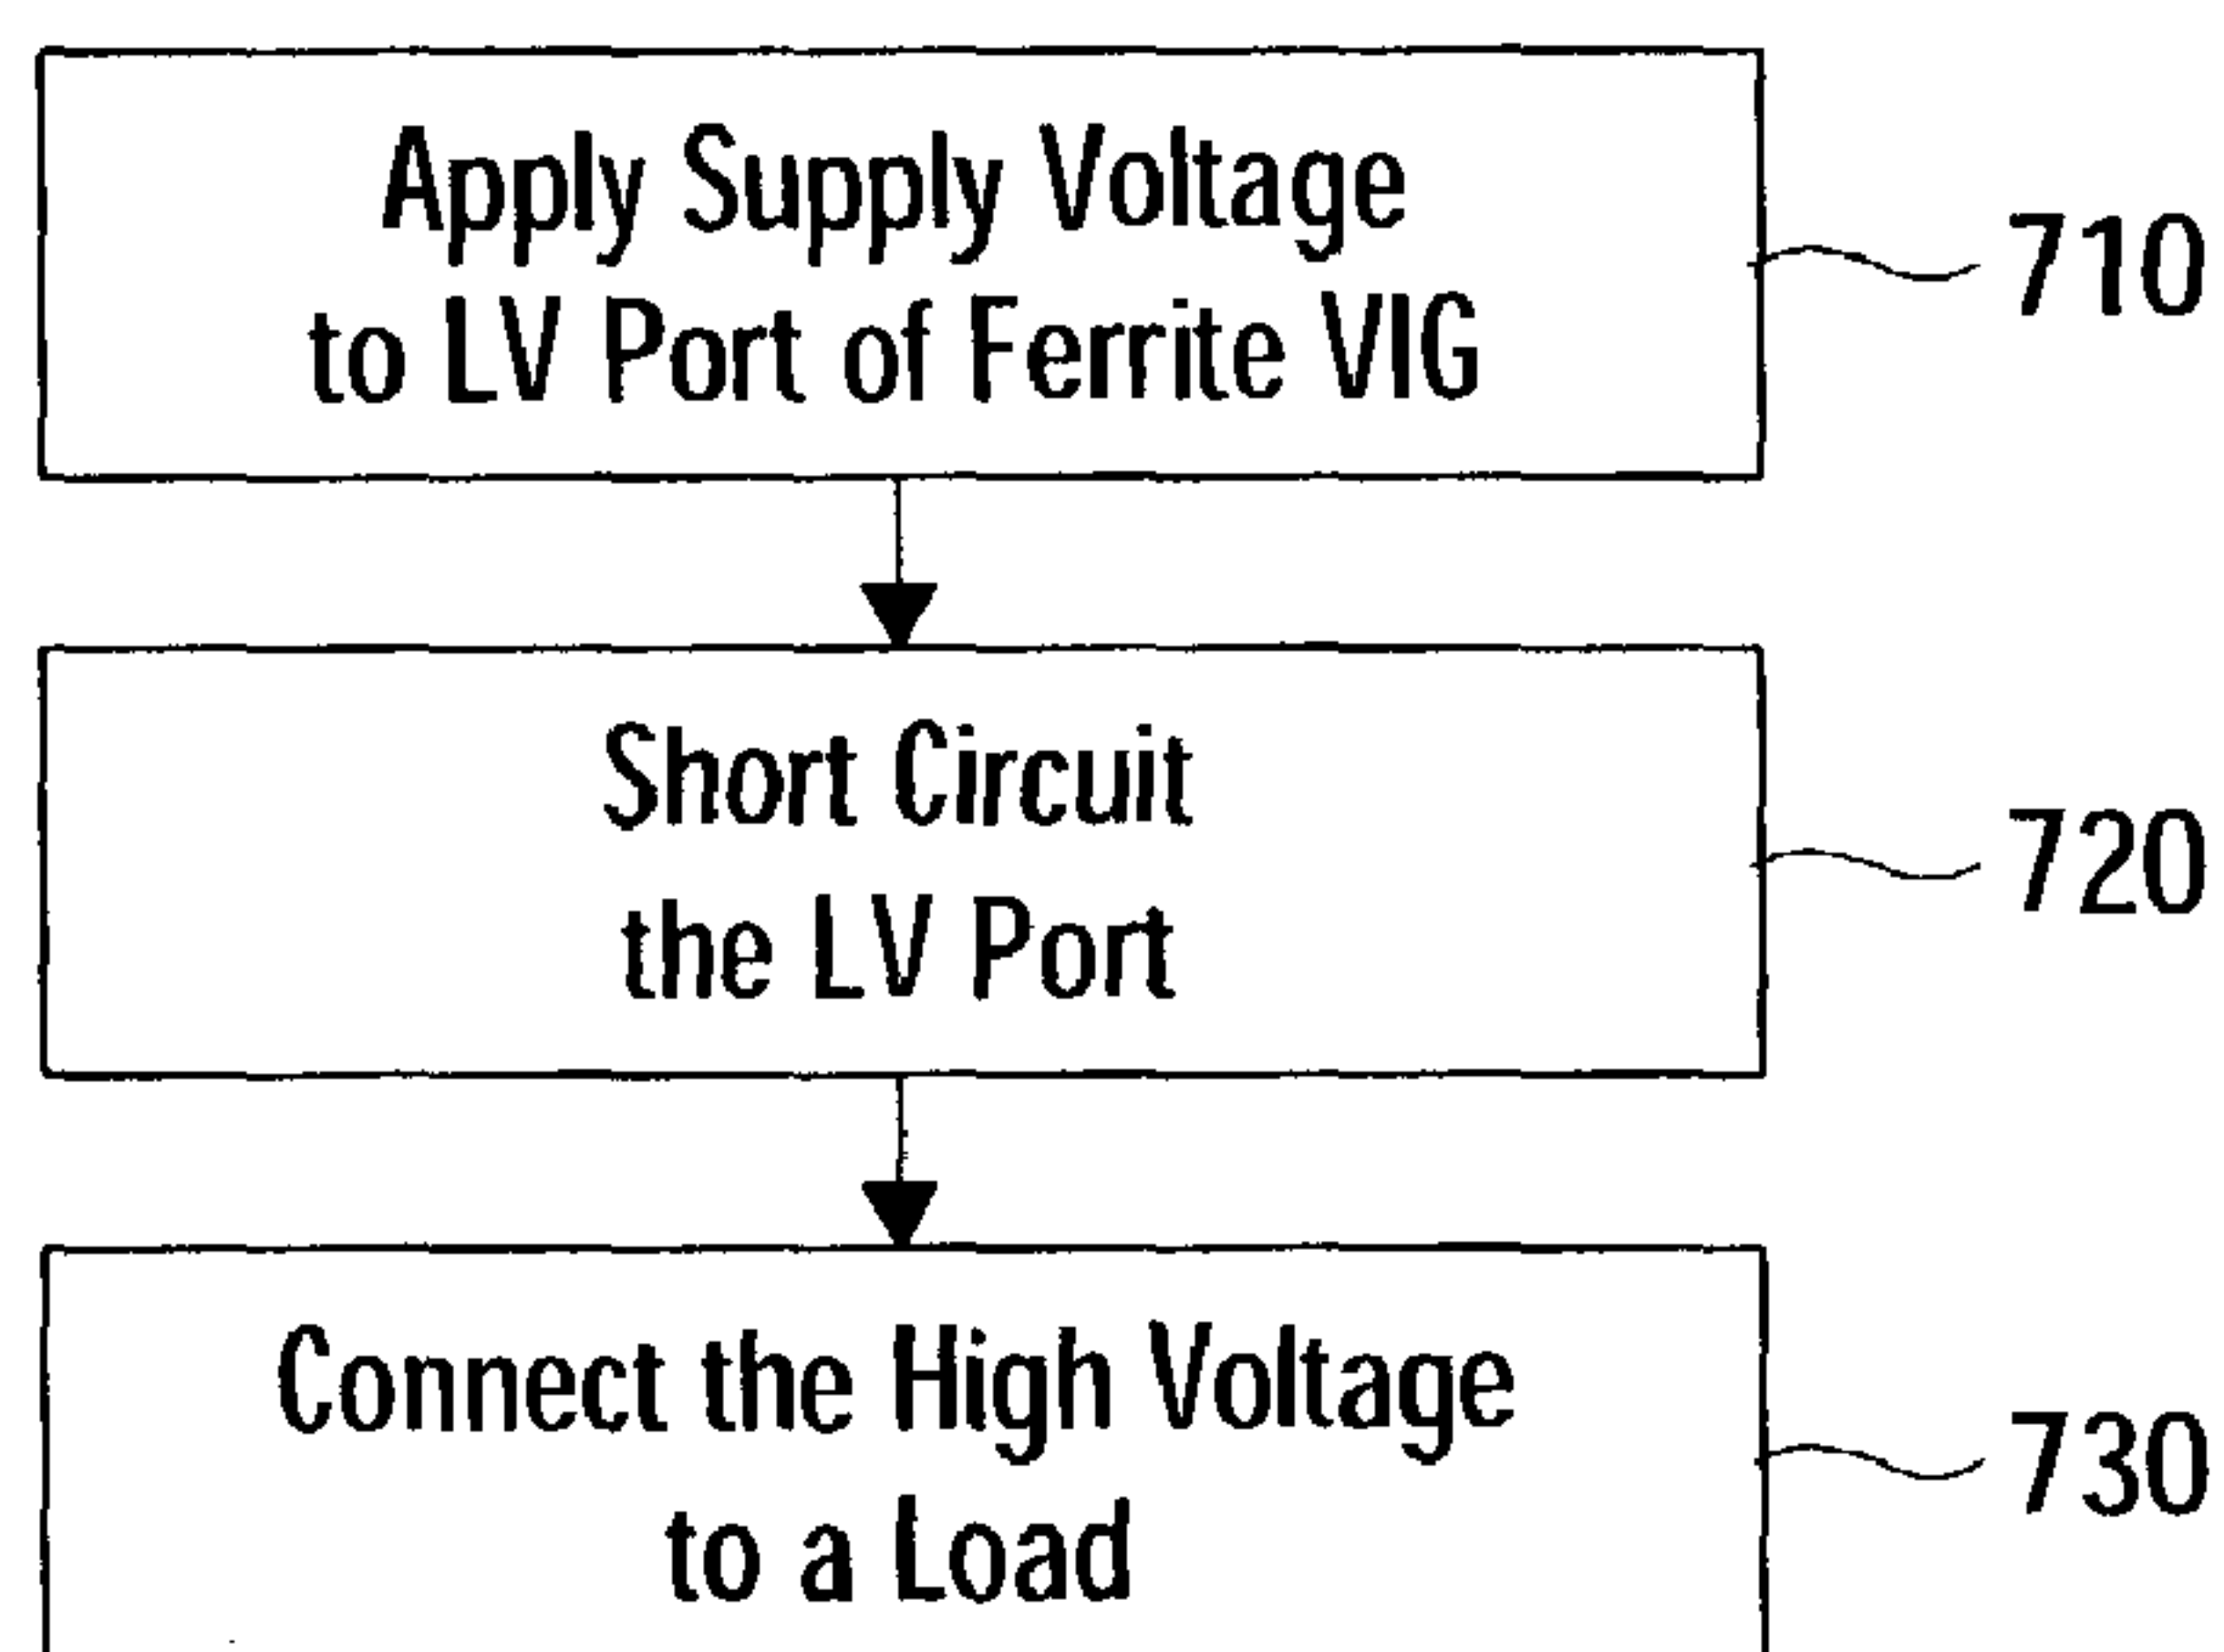 Apply Supply Voltage
to LV Port of Ferrite VIG
710
Short Circuit
the LV Port
720
Connect the High Voltage
to a Load
730